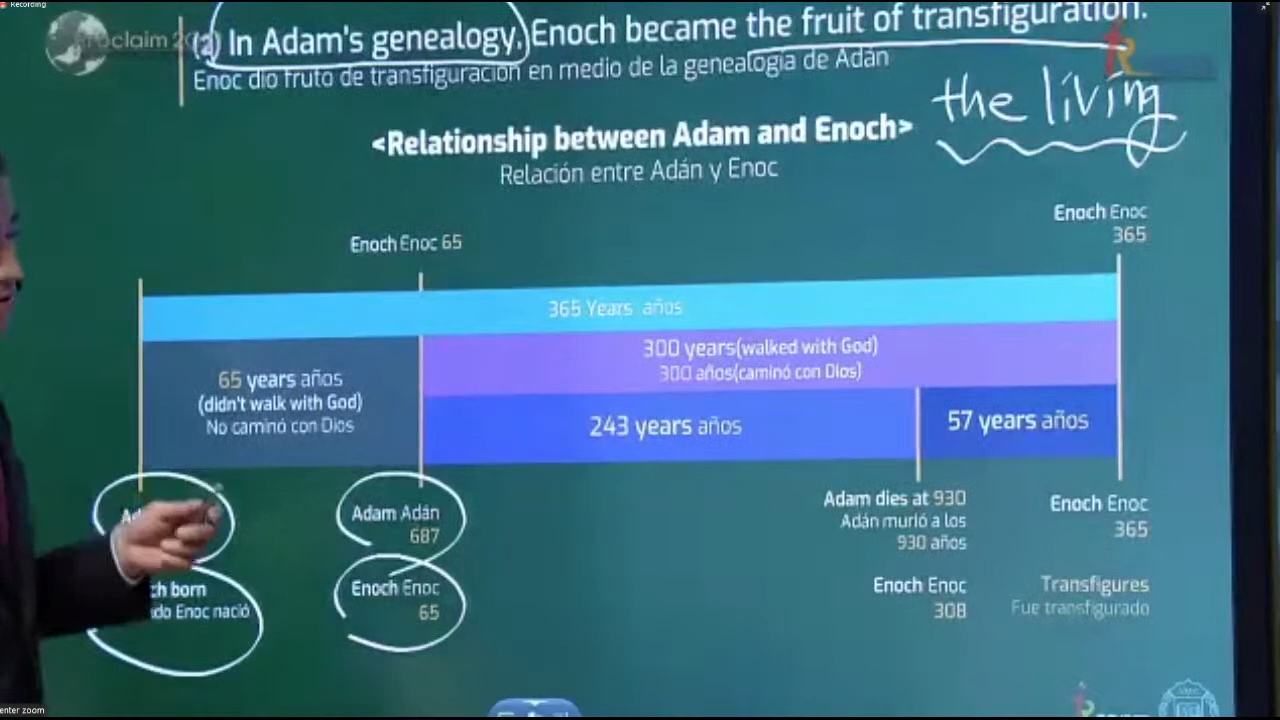 Recording
(2) In Adam's genealogy, Enoch became the fruit of transfiguration.
Enoc dio fruto de transfiguración en medio de la genealogía de Adán
the living
<Relationship between Adam and Enoch>
Relación entre Adán y Enoc
Enoch Enoc
365
Enoch Enoc 65
365 Years años
300 years(walked with God)
300 años(caminó con Dios)
65 years años
(didn't walk with God)
No caminó con Dios
243 years años
57 years años
Adam Adán
687
Adam dies at 930
Adán murió a los
930 años
Enoch Enoc
365
born
Enoc nació
Enoch Enoc
65
Enoch Enoc
308
Transfigures
Fue transfigurado
zoom